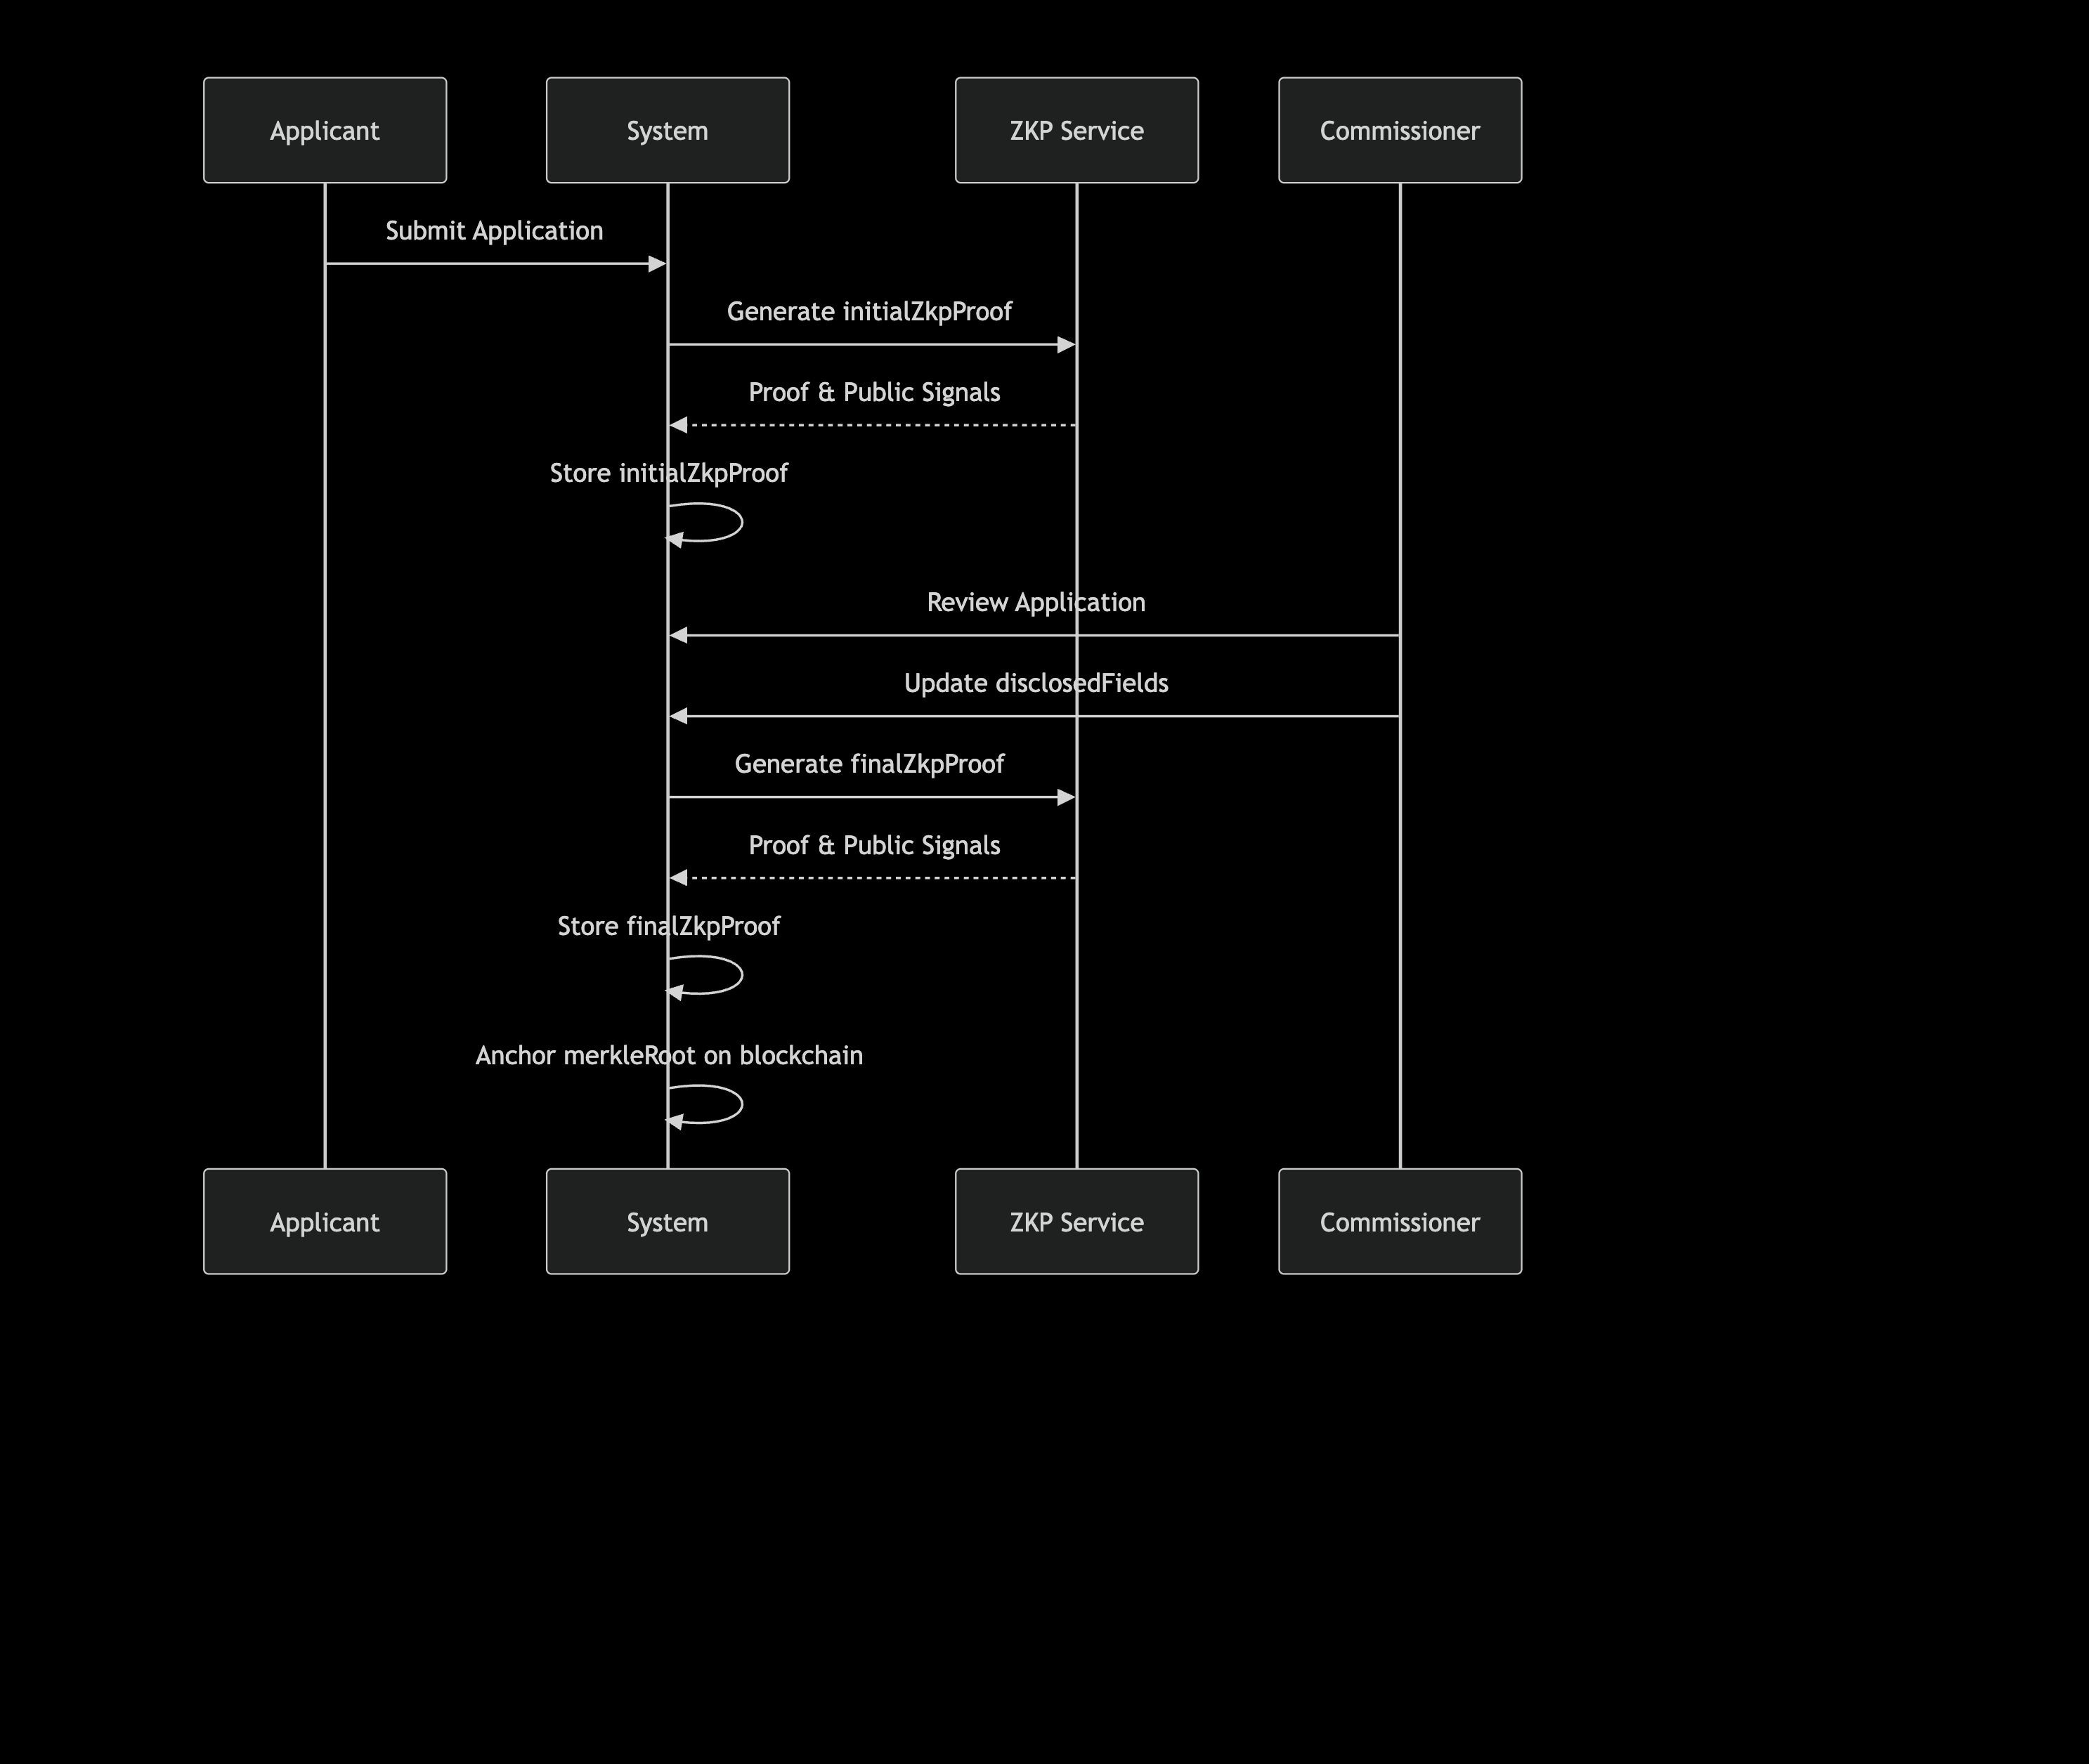 Applicant
System
ZKP Service
Commissioner
Submit Application
Generate initialZkpProof
Proof & Public Signals
Store initialZkpProof
Review Application
Update disclosedFields
Generate finalZkpProof
Proof & Public Signals
Store finalZkpProof
Anchor merkleRoot on blockchain
Applicant
System
ZKP Service
Commissioner